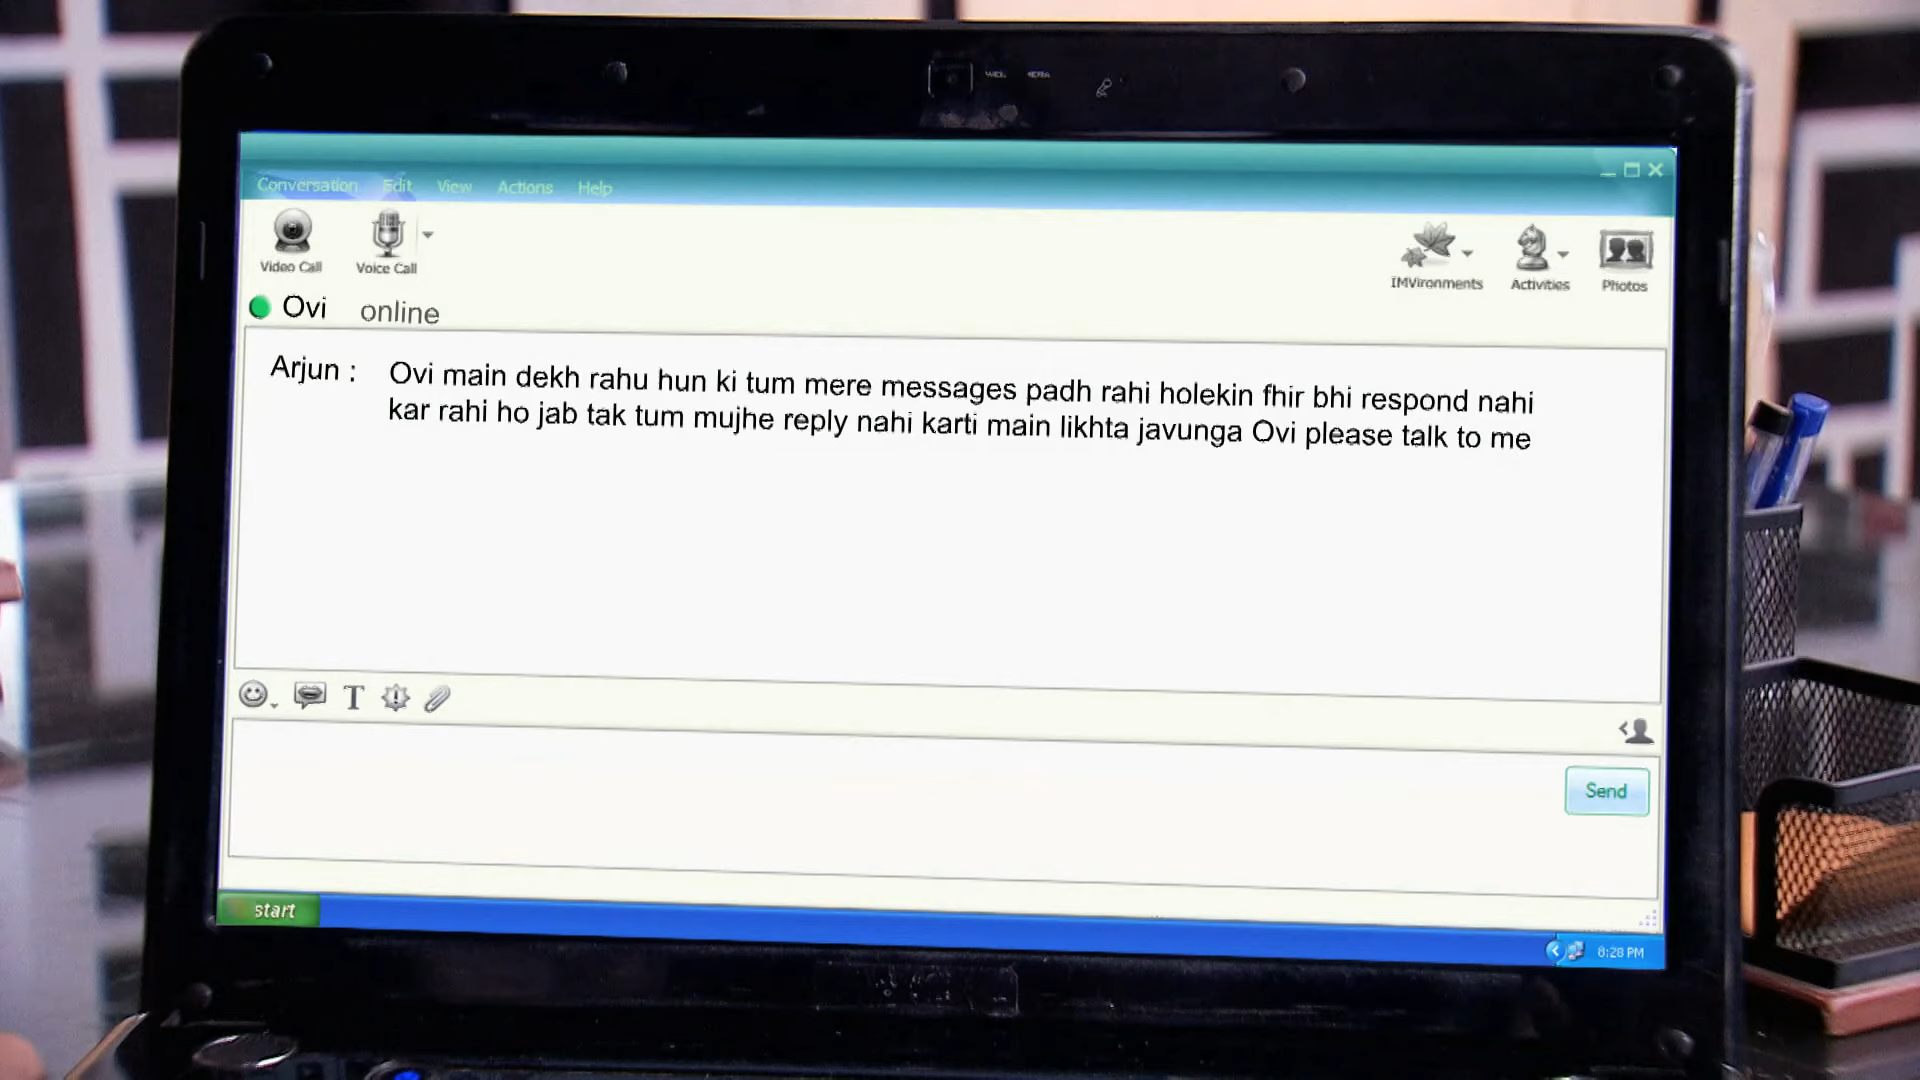 Conversation Edit View Actions Help
Video Call Voice Call
IMVironments Activities Photos
Ovi online
Arjun : Ovi main dekh rahu hun ki tum mere messages padh rahi holekin fhir bhi respond nahi
kar rahi ho jab tak tum mujhe reply nahi karti main likhta javunga Ovi please talk to me
T
Send
start
8:28 PM